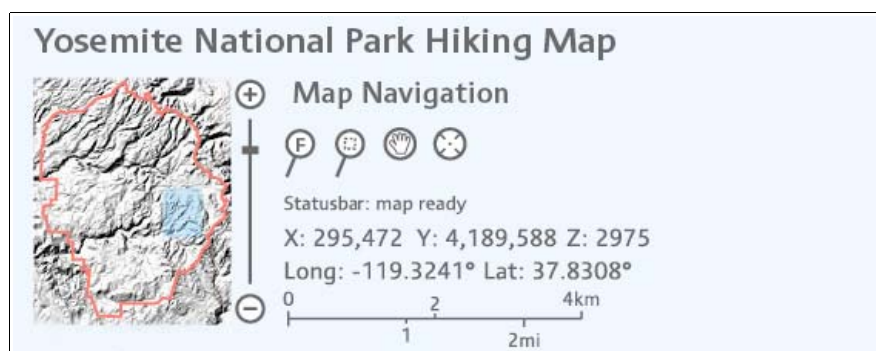 Yosemite National Park Hiking Map
Map Navigation
F
Statusbar: map ready
X: 295,472 Y: 4,189,588 Z: 2975
Long: -119.3241° Lat: 37.8308°
0 2 4km
1 2mi